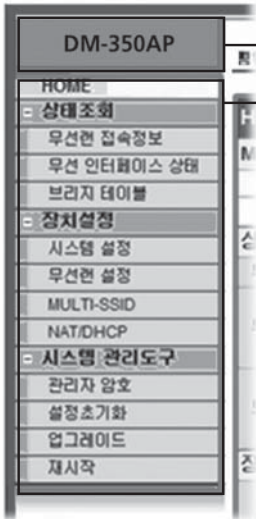 DM-350AP
HOME
상태조회
무선랜 접속정보
무선 인터페이스 상태
브리지 테이블
장치설정
시스템 설정
무선랜 설정
MULTI-SSID
NAT/DHCP
시스템 관리도구
관리자 암호
설정초기화
업그레이드
재시작